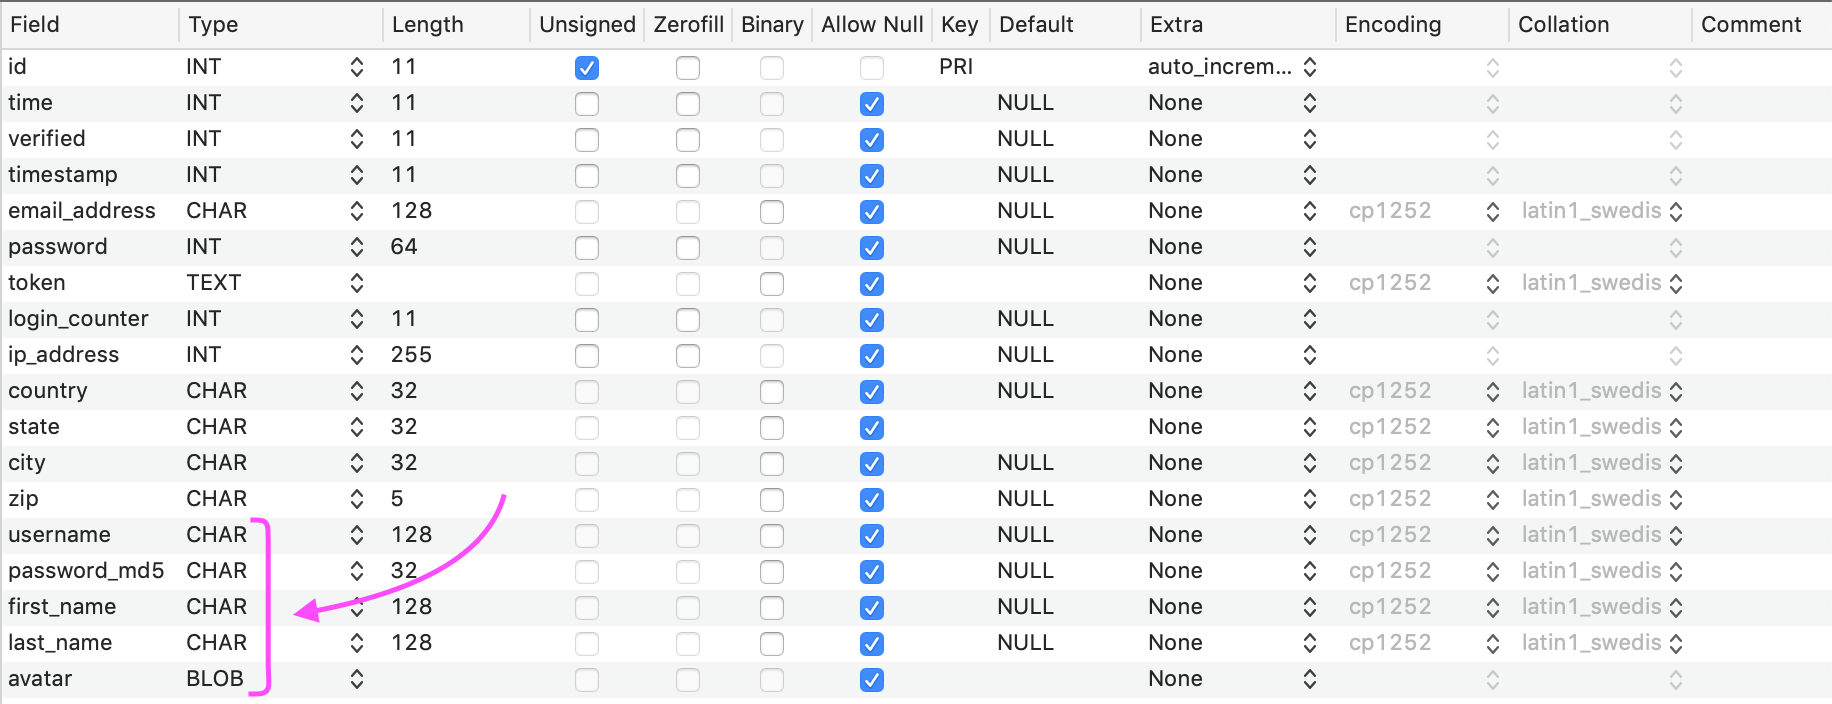 Field Type Length Unsigned Zerofill Binary Allow Null Key Default Extra Encoding Collation Comment
id INT 11 PRI auto_increm...
time INT 11 NULL None
verified INT 11 NULL None
timestamp INT 11 NULL None
email_address CHAR 128 NULL None cp1252 latin1_swedis
password INT 64 NULL None
token TEXT None cp1252 latin1_swedis
login_counter INT 11 NULL None
ip_address INT 255 None
country CHAR 32 NULL None cp1252 latin1_swedis
state CHAR 32 None cp1252 latin1_swedis
city CHAR 32 NULL None cp1252 latin1_swedis
zip CHAR 5 NULL None cp1252 latin1_swedis
username CHAR 128 NULL None cp1252 latin1_swedis
password_md5 CHAR 32 NULL None cp1252 latin1_swedis
first_name CHAR 128 NULL None cp1252 latin1_swedis
last_name CHAR 128 NULL None cp1252 latin1_swedis
avatar BLOB None